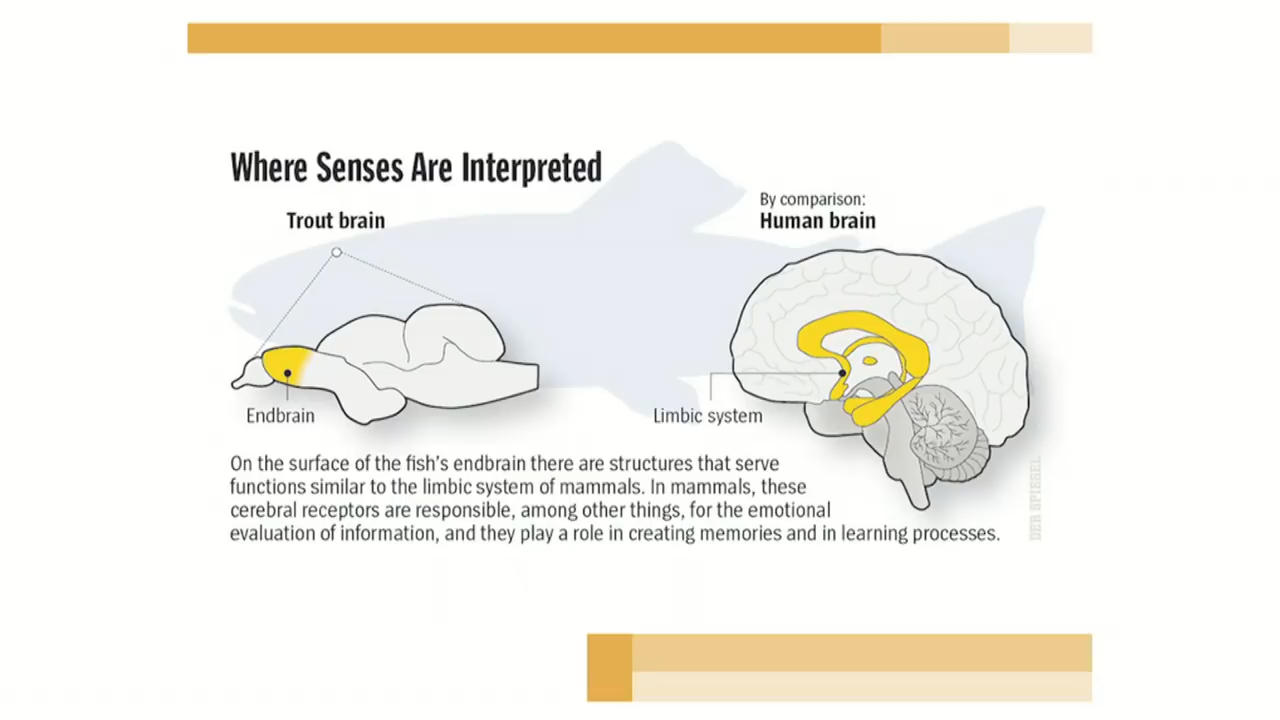 Where Senses Are Interpreted
Trout brain
By comparison:
Human brain
Endbrain
Limbic system
On the surface of the fish's endbrain there are structures that serve
functions similar to the limbic system of mammals. In mammals, these
cerebral receptors are responsible, among other things, for the emotional
evaluation of information, and they play a role in creating memories and in learning processes.
DER SPIEGEL